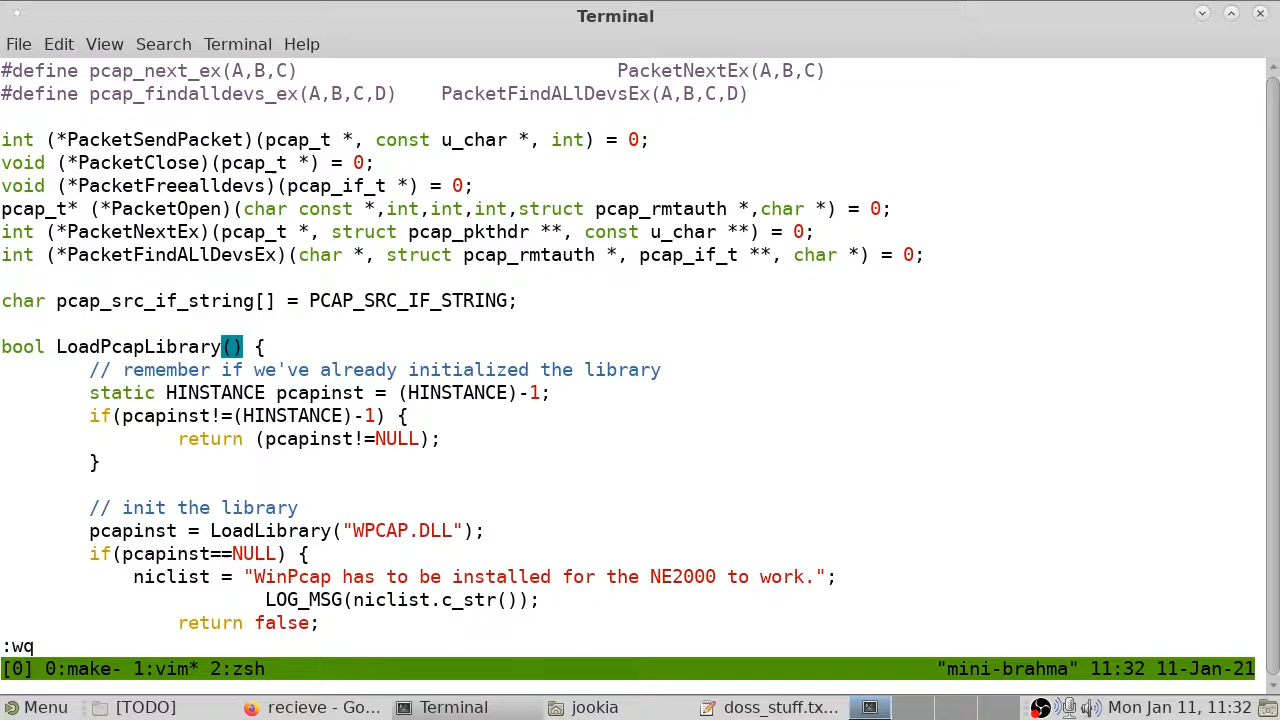 Terminal
File Edit View Search Terminal Help
#define pcap_next_ex(A,B,C) PacketNextEx(A,B,C)
#define pcap_findalldevs_ex(A,B,C,D) PacketFindALlDevsEx(A,B,C,D)
int (*PacketSendPacket)(pcap_t *, const u_char *, int) = 0;
void (*PacketClose)(pcap_t *) = 0;
void (*PacketFreealldevs)(pcap_if_t *) = 0;
pcap_t* (*PacketOpen)(char const *,int,int,int,struct pcap_rmtauth *,char *) = 0;
int (*PacketNextEx)(pcap_t *, struct pcap_pkthdr **, const u_char **) = 0;
int (*PacketFindALlDevsEx)(char *, struct pcap_rmtauth *, pcap_if_t **, char *) = 0;
char pcap_src_if_string[] = PCAP_SRC_IF_STRING;
bool LoadPcapLibrary() {
// remember if we've already initialized the library
static HINSTANCE pcapinst = (HINSTANCE)-1;
if(pcapinst!=(HINSTANCE)-1) {
return (pcapinst!=NULL);
}
// init the library
pcapinst = LoadLibrary("WPCAP.DLL");
if(pcapinst==NULL) {
niclist = "WinPcap has to be installed for the NE2000 to work.";
LOG_MSG(niclist.c_str());
return false;
:wq
[0] 0:make- 1:vim* 2:zsh "mini-brahma" 11:32 11-Jan-21
Menu [TODO] recieve - Go... Terminal jookia doss_stuff.tx... Mon Jan 11, 11:32